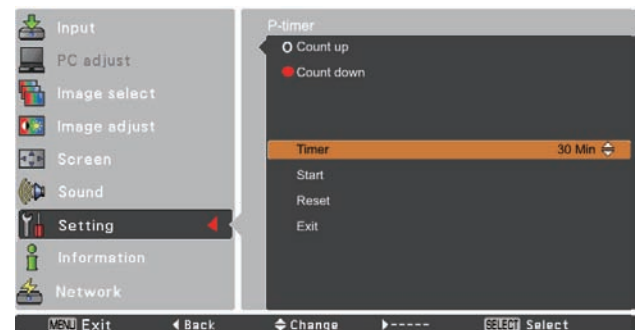 Input
PC adjust
Image select
Image adjust
Screen
Sound
Setting
Information
Network
P-timer
Count up
Count down
Timer 30 Min
Start
Reset
Exit
MENU Exit Back Change ----- SELECT Select